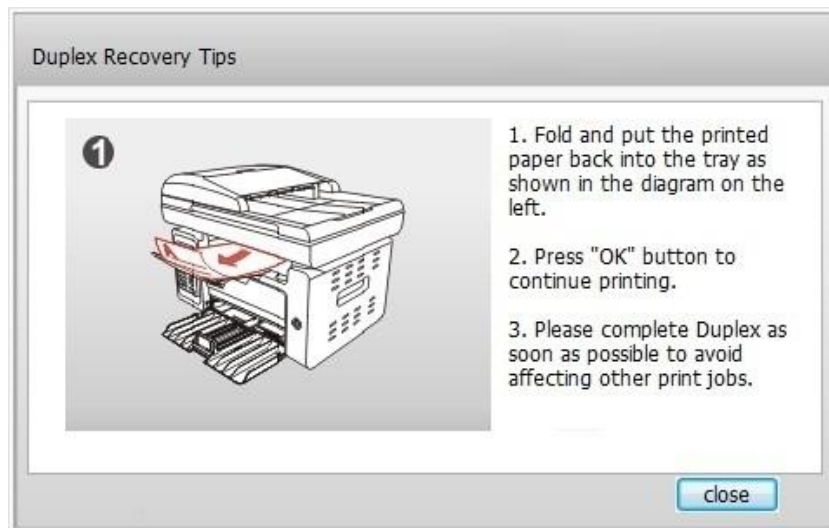 Duplex Recovery Tips
1
1. Fold and put the printed
paper back into the tray as
shown in the diagram on the
left.
2. Press "OK" button to
continue printing.
3. Please complete Duplex as
soon as possible to avoid
affecting other print jobs.
close